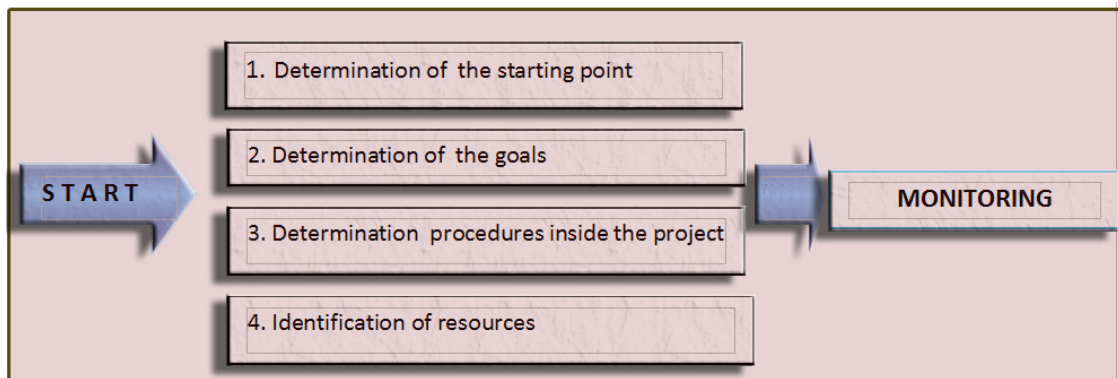 START
1. Determination of the starting point
2. Determination of the goals
3. Determination procedures inside the project
4. Identification of resources
MONITORING